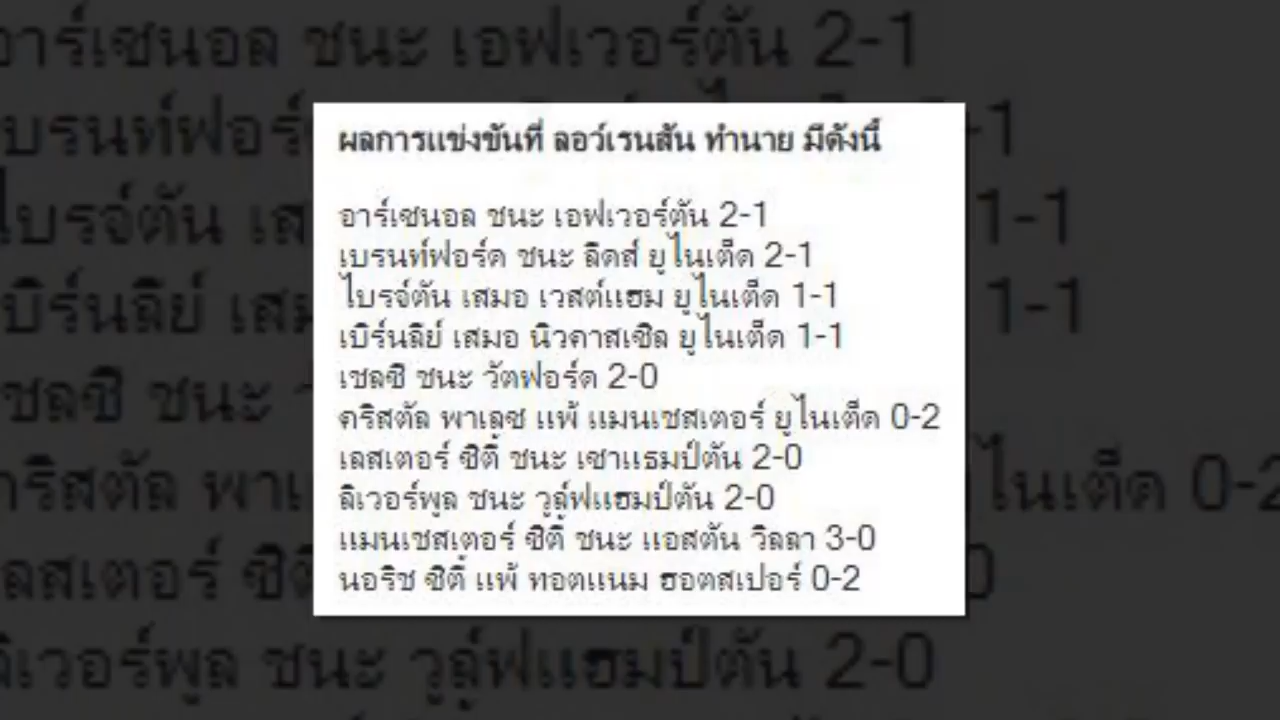 ผลการแข่งขันที่ ลอว์เรนสัน ทำนาย มีดังนี้
อาร์เซนอล ชนะ เอฟเวอร์ตัน 2-1
เบรนท์ฟอร์ด ชนะ ลีดส์ ยูไนเต็ด 2-1
ไบรจ์ตัน เสมอ เวสต์แฮม ยูไนเต็ด 1-1
เบิร์นลีย์ เสมอ นิวคาสเซิล ยูไนเต็ด 1-1
เชลซี ชนะ วัตฟอร์ด 2-0
คริสตัล พาเลซ แพ้ แมนเชสเตอร์ ยูไนเต็ด 0-2
เลสเตอร์ ซิตี้ ชนะ เซาแธมป์ตัน 2-0
ลิเวอร์พูล ชนะ วูล์ฟแฮมป์ตัน 2-0
แมนเชสเตอร์ ซิตี้ ชนะ แอสตัน วิลลา 3-0
นอริช ซิตี้ แพ้ ทอตแนม ฮอตสเปอร์ 0-2